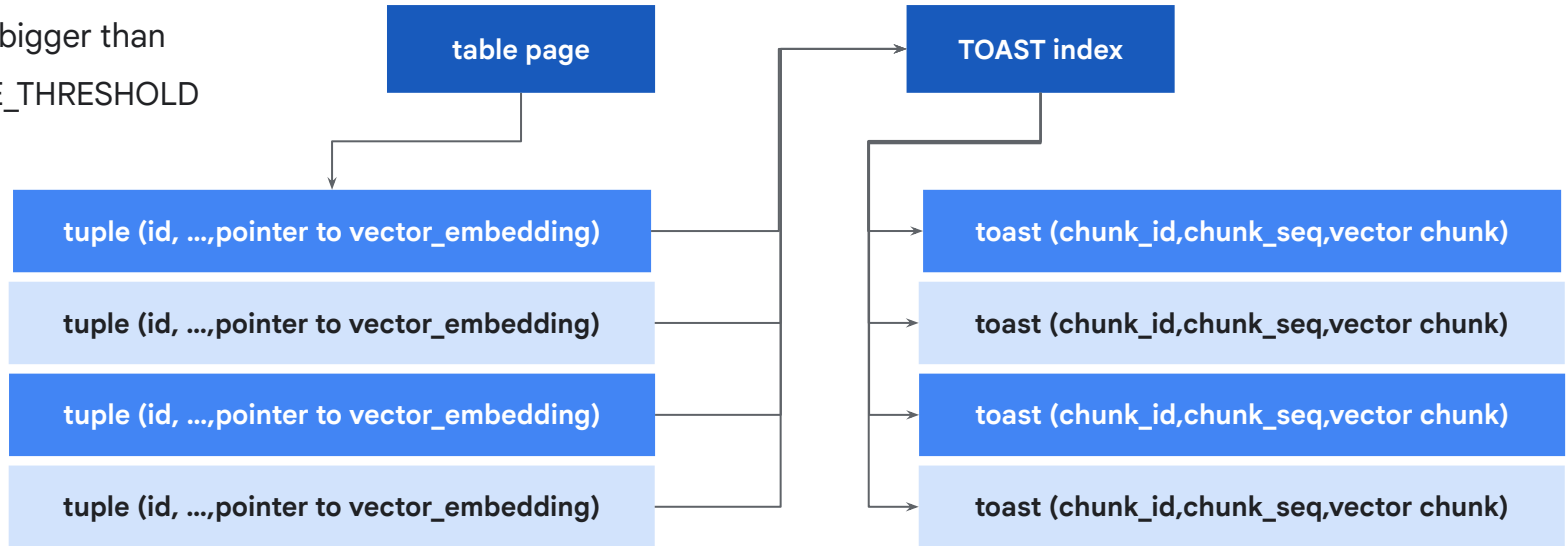 bigger than
E_THRESHOLD
table page
TOAST index
tuple (id, ...,pointer to vector_embedding)
toast (chunk_id,chunk_seq,vector chunk)
tuple (id, ...,pointer to vector_embedding)
toast (chunk_id,chunk_seq,vector chunk)
tuple (id, ...,pointer to vector_embedding)
toast (chunk_id,chunk_seq,vector chunk)
tuple (id, ...,pointer to vector_embedding)
toast (chunk_id,chunk_seq,vector chunk)